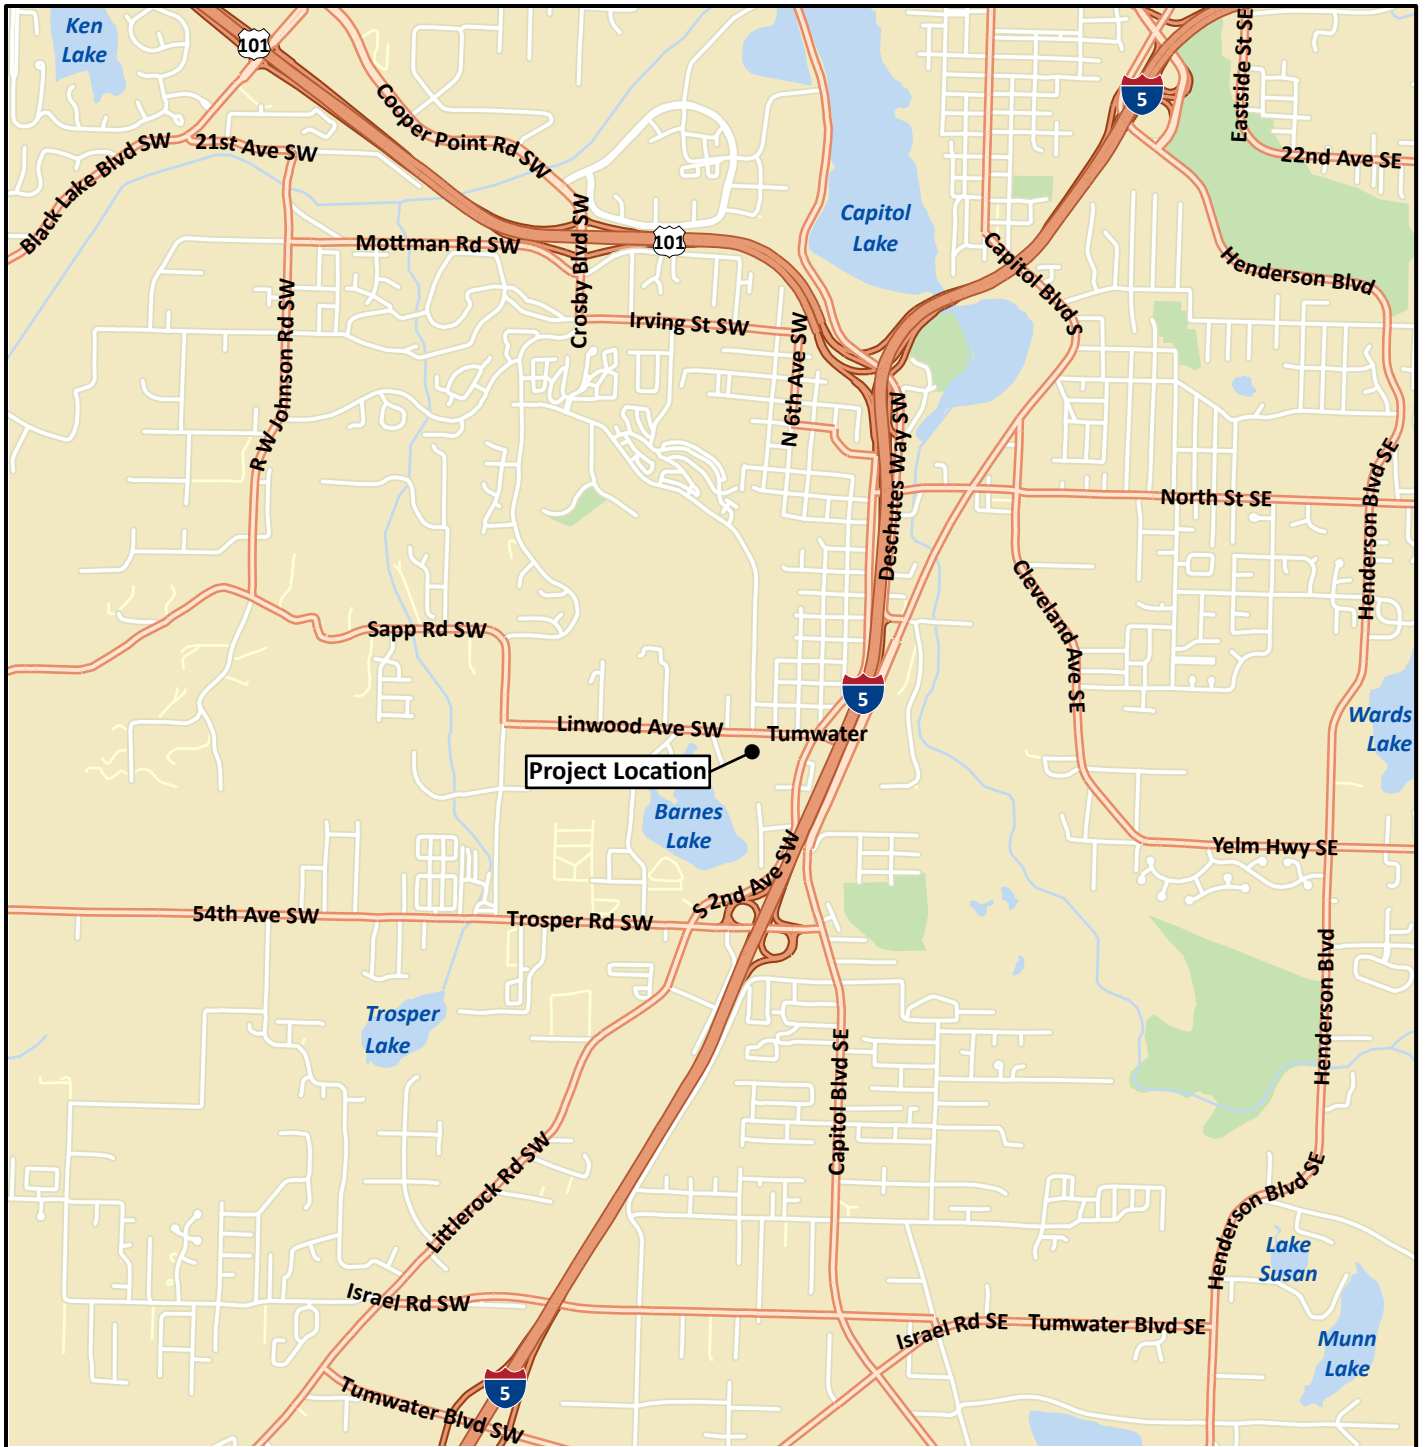 Ken
Lake
101
5
Eastside St SE
Cooper Point Rd SW
Black Lake Blvd SW
21st Ave SW
22nd Ave SE
Capitol
Lake
Crosby Blvd SW
Mottman Rd SW
101
Capitol Blvd S
Henderson Blvd
R W Johnson Rd SW
Irving St SW
N 6th Ave SW
Deschutes Way SW
North St SE
Henderson Blvd SE
Cleveland Ave SE
Sapp Rd SW
5
Wards
Lake
Linwood Ave SW
Tumwater
Project Location
Barnes
Lake
Yelm Hwy SE
S 2nd Ave SW
54th Ave SW
Trosper Rd SW
Henderson Blvd
Trosper
Lake
Capitol Blvd SE
Littlerock Rd SW
Henderson Blvd SE
Lake
Susan
Israel Rd SW
Israel Rd SE
Tumwater Blvd SE
Munn
Lake
5
Tumwater Blvd SW